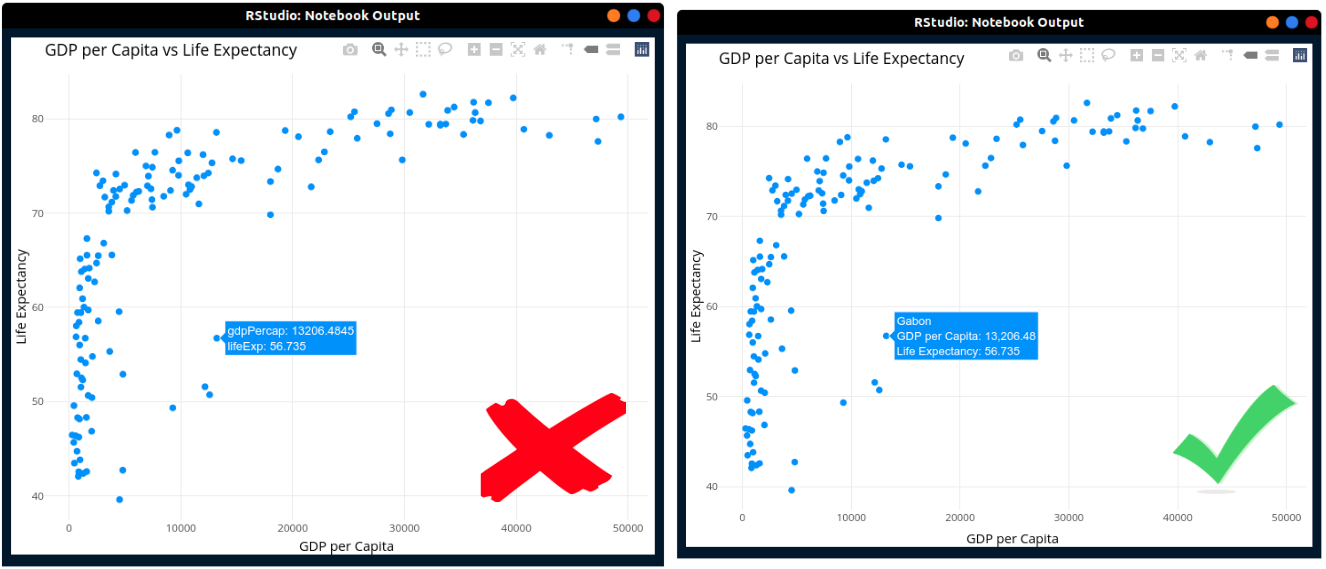 RStudio: Notebook Output
GDP per Capita vs Life Expectancy
80
70
60
50
40
Life Expectancy
gdpPercap: 13206.4845
lifeExp: 56.735
0
10000
20000
30000
40000
50000
GDP per Capita
RStudio: Notebook Output
GDP per Capita vs Life Expectancy
80
70
60
50
40
Life Expectancy
Gabon
GDP per Capita: 13,206.48
Life Expectancy: 56.735
0
10000
20000
30000
40000
50000
GDP per Capita